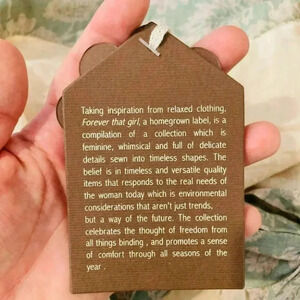 Taking inspiration from relaxed clothing,
Forever that girl, a homegrown label, is a
compilation of a collection which is
feminine, whimsical and full of delicate
details sewn into timeless shapes. The
belief is in timeless and versatile quality
items that responds to the real needs of
the woman today which is environmental
considerations that aren't just trends,
but a way of the future. The collection
celebrates the thought of freedom from
all things binding , and promotes a sense
of comfort through all seasons of the
year .